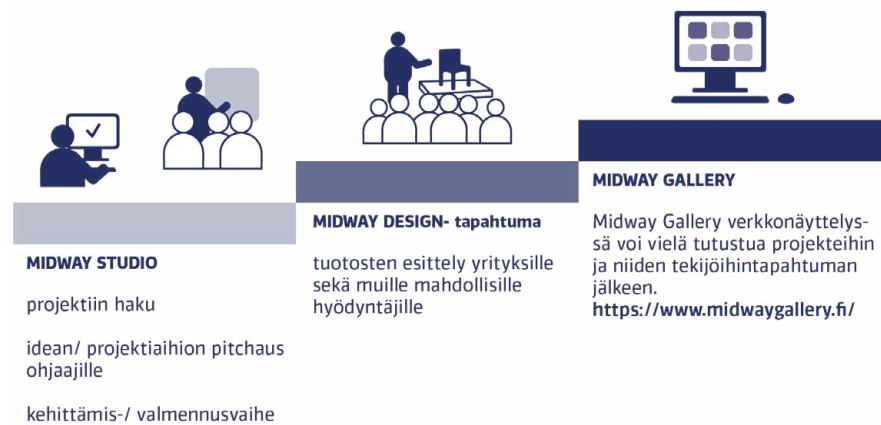 MIDWAY STUDIO
projektiin haku
idean/ projektiaihion pitchaus
ohjaajille
kehittämis-/ valmennusvaihe
MIDWAY DESIGN- tapahtuma
tuotosten esittely yrityksille
sekä muille mahdollisille
hyödyntäjille
MIDWAY GALLERY
Midway Gallery verkkonäyttelys-
sä voi vielä tutustua projekteihin
ja niiden tekijöihintapahtuman
jälkeen.
https://www.midwaygallery.fi/